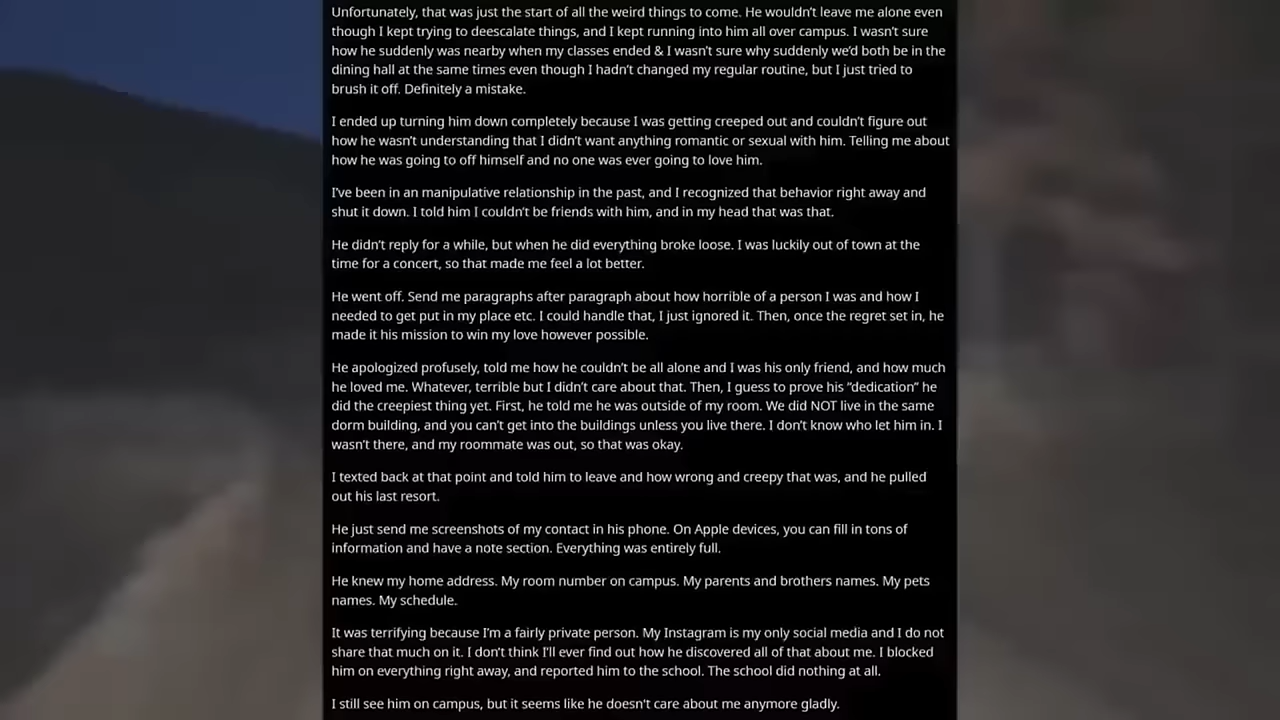 Unfortunately, that was just the start of all the weird things to come. He wouldn't leave me alone even
though I kept trying to deescalate things, and I kept running into him all over campus. I wasn't sure
how he suddenly was nearby when my classes ended & I wasn't sure why suddenly we'd both be in the
dining hall at the same times even though I hadn't changed my regular routine, but I just tried to
brush it off. Definitely a mistake.
I ended up turning him down completely because I was getting creeped out and couldn't figure out
how he wasn't understanding that I didn't want anything romantic or sexual with him. Telling me about
how he was going to off himself and no one was ever going to love him.
I've been in an manipulative relationship in the past, and I recognized that behavior right away and
shut it down. I told him I couldn't be friends with him, and in my head that was that.
He didn't reply for a while, but when he did everything broke loose. I was luckily out of town at the
time for a concert, so that made me feel a lot better.
He went off. Send me paragraphs after paragraph about how horrible of a person I was and how I
needed to get put in my place etc. I could handle that, I just ignored it. Then, once the regret set in, he
made it his mission to win my love however possible.
He apologized profusely, told me how he couldn't be all alone and I was his only friend, and how much
he loved me. Whatever, terrible but I didn't care about that. Then, I guess to prove his "dedication" he
did the creepiest thing yet. First, he told me he was outside of my room. We did NOT live in the same
dorm building, and you can't get into the buildings unless you live there. I don't know who let him in. I
wasn't there, and my roommate was out, so that was okay.
I texted back at that point and told him to leave and how wrong and creepy that was, and he pulled
out his last resort.
He just send me screenshots of my contact in his phone. On Apple devices, you can fill in tons of
information and have a note section. Everything was entirely full.
He knew my home address. My room number on campus. My parents and brothers names. My pets
names. My schedule.
It was terrifying because I'm a fairly private person. My Instagram is my only social media and I do not
share that much on it. I don't think I'll ever find out how he discovered all of that about me. I blocked
him on everything right away, and reported him to the school. The school did nothing at all.
I still see him on campus, but it seems like he doesn't care about me anymore gladly.